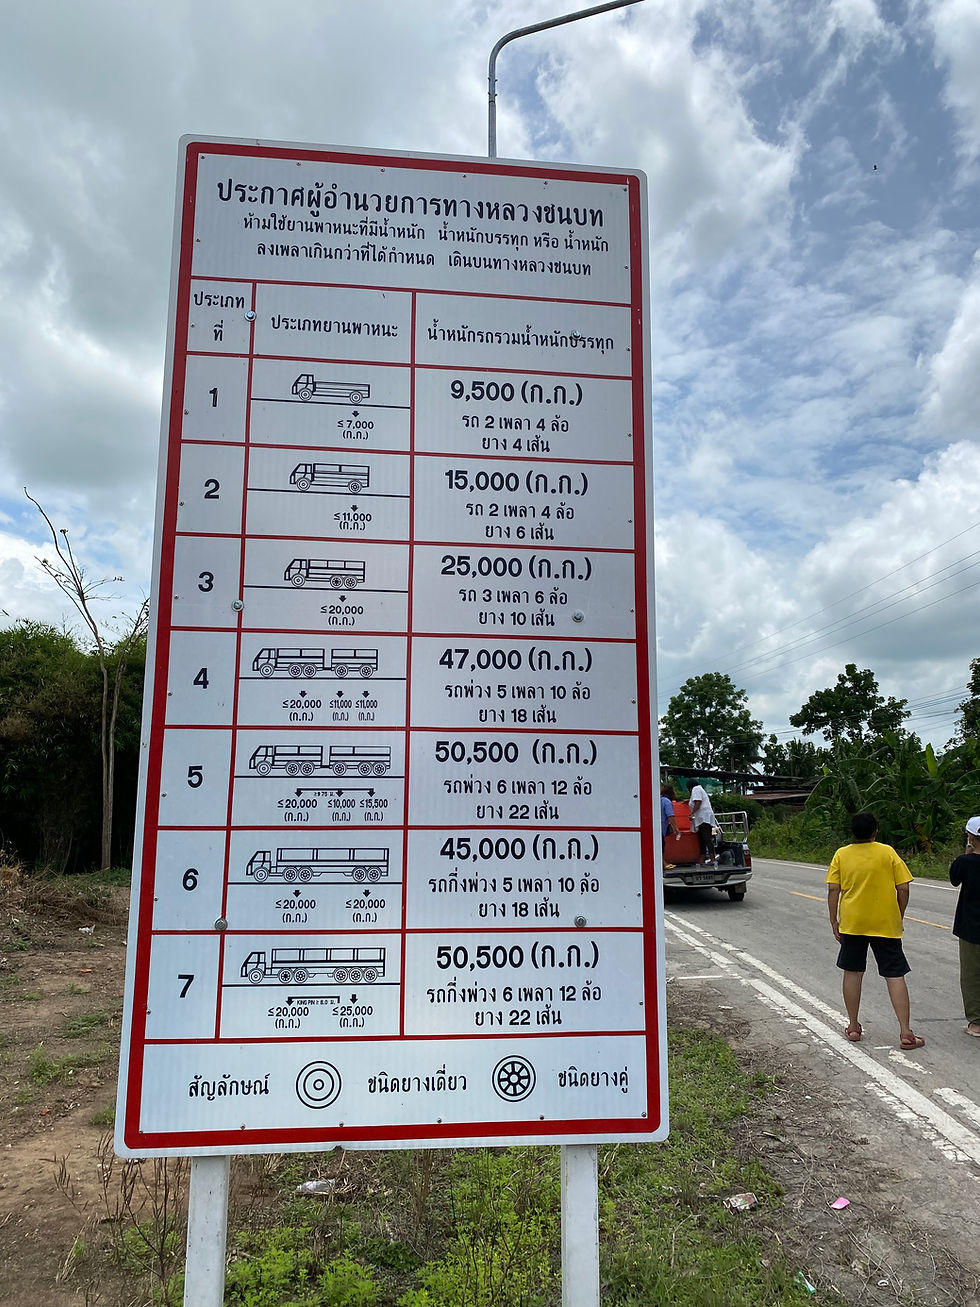 ประกาศผู้อำนวยการทางหลวงชนบท
ห้ามใช้ยานพาหนะที่มีน้ำหนัก น้ำหนักบรรทุก หรือ น้ำหนัก
ลงเพลาเกินกว่าที่ได้กำหนด เดินบนทางหลวงชนบท
ประเภท
ที่
ประเภทยานพาหนะ
น้ำหนักรถรวมน้ำหนักบรรทุก
1
≤7,000
(ก.ก.)
9,500 (ก.ก.)
รถ 2 เพลา 4 ล้อ
ยาง 4 เส้น
2
≤11,000
(ก.ก.)
15,000 (ก.ก.)
รถ 2 เพลา 4 ล้อ
ยาง 6 เส้น
3
≤20,000
(ก.ก.)
25,000 (ก.ก.)
รถ 3 เพลา 6 ล้อ
ยาง 10 เส้น
4
≤20,000 ≤11,000 ≤11,000
(ก.ก.) (ก.ก.) (ก.ก.)
47,000 (ก.ก.)
รถพ่วง 5 เพลา 10 ล้อ
ยาง 18 เส้น
5
≤20,000 ≤10,000 ≤15,500
(ก.ก.) (ก.ก.) (ก.ก.)
50,500 (ก.ก.)
รถพ่วง 6 เพลา 12 ล้อ
ยาง 22 เส้น
6
≤20,000 ≤20,000
(ก.ก.) (ก.ก.)
45,000 (ก.ก.)
รถกึ่งพ่วง 5 เพลา 10 ล้อ
ยาง 18 เส้น
7
KING PIN ≥ 8.0 ม.
≤20,000 ≤25,000
(ก.ก.) (ก.ก.)
50,500 (ก.ก.)
รถกึ่งพ่วง 6 เพลา 12 ล้อ
ยาง 22 เส้น
สัญลักษณ์ ชนิดยางเดี่ยว ชนิดยางคู่